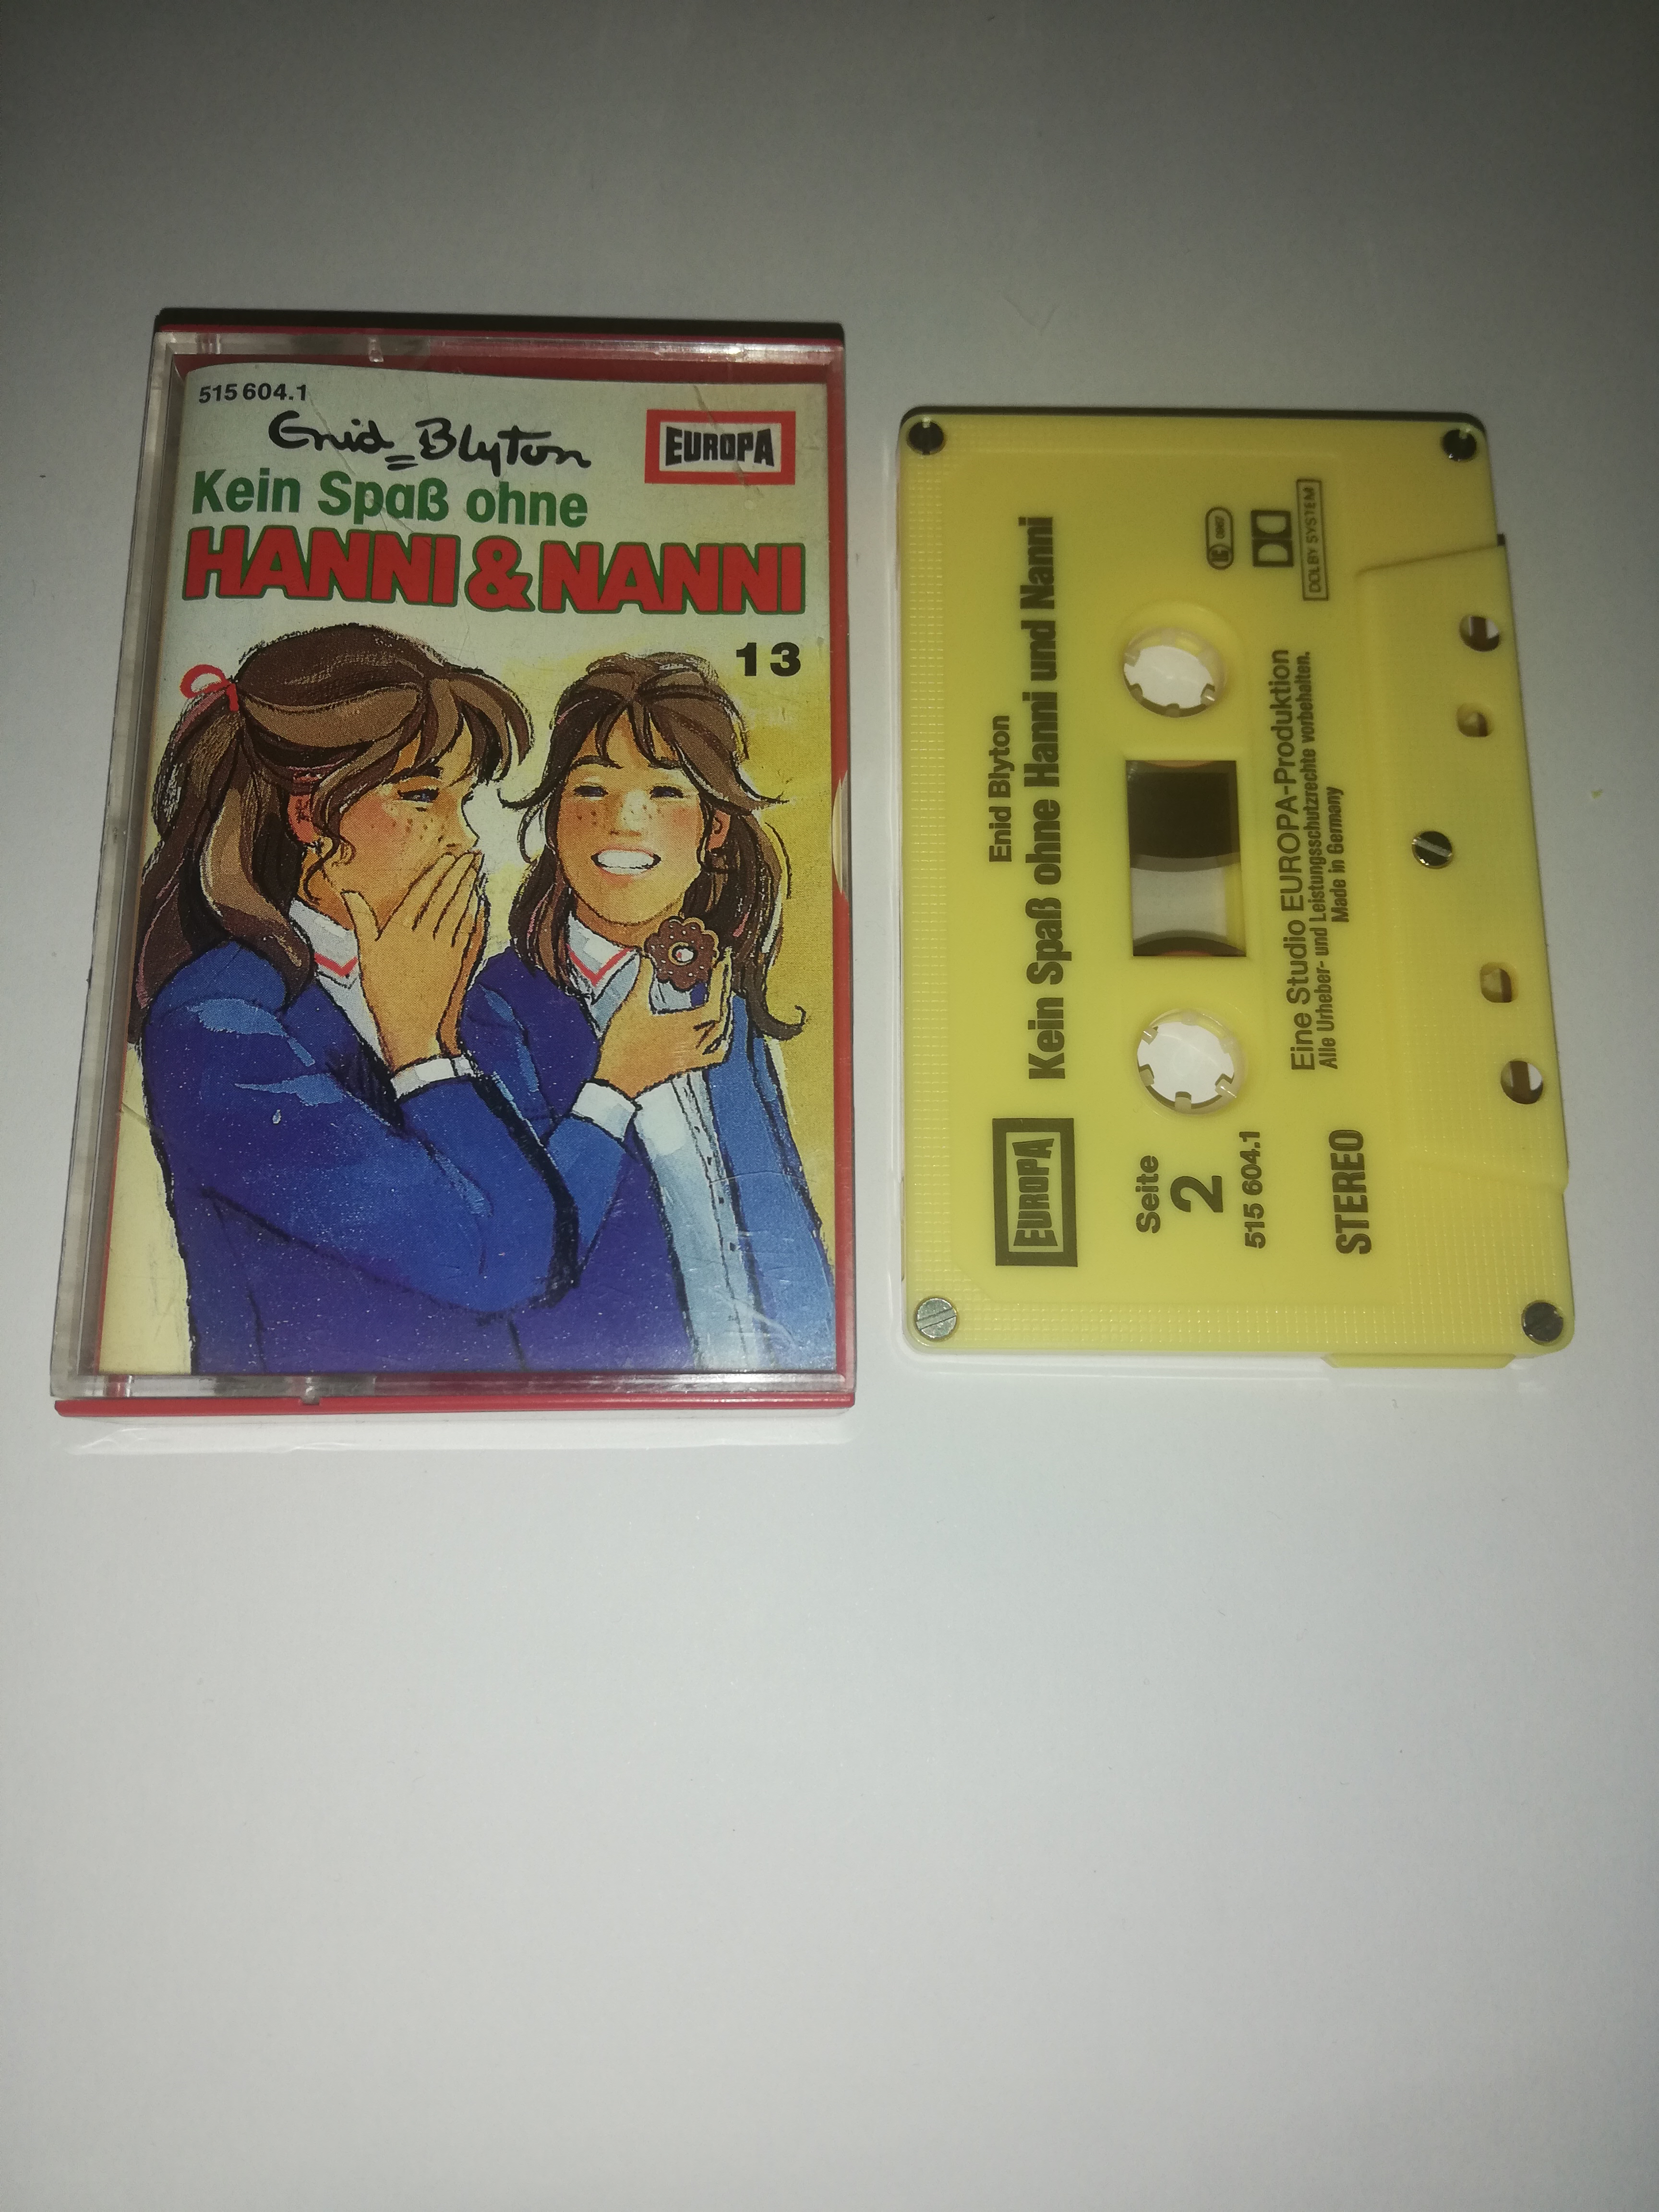 515 604.1
Enid Blyton
EUROPA
Kein Spaß ohne
HANNI & NANNI
13
Enid Blyton
Kein Spaß ohne Hanni und Nanni
EUROPA
Seite
2
515 604.1
STEREO
DOLBY SYSTEM
Eine Studio EUROPA-Produktion
Alle Urheber- und Leistungsschutzrechte vorbehalten.
Made in Germany